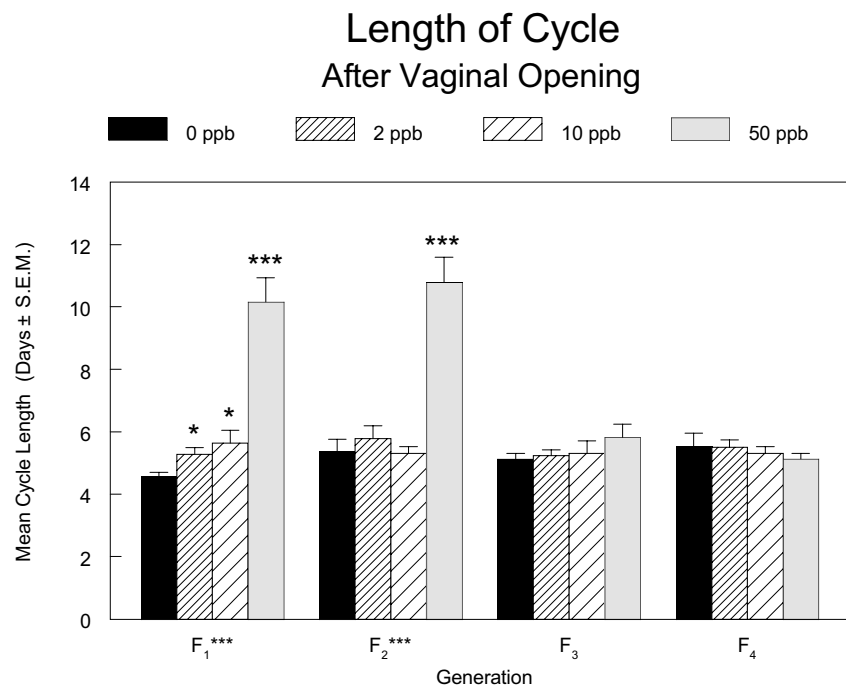 Length of Cycle
After Vaginal Opening
0 ppb 2 ppb 10 ppb 50 ppb
Mean Cycle Length (Days ± S.E.M.)
14
12
10
8
6
4
2
0
* * *** ***
F₁*** F₂*** F₃ F₄
Generation